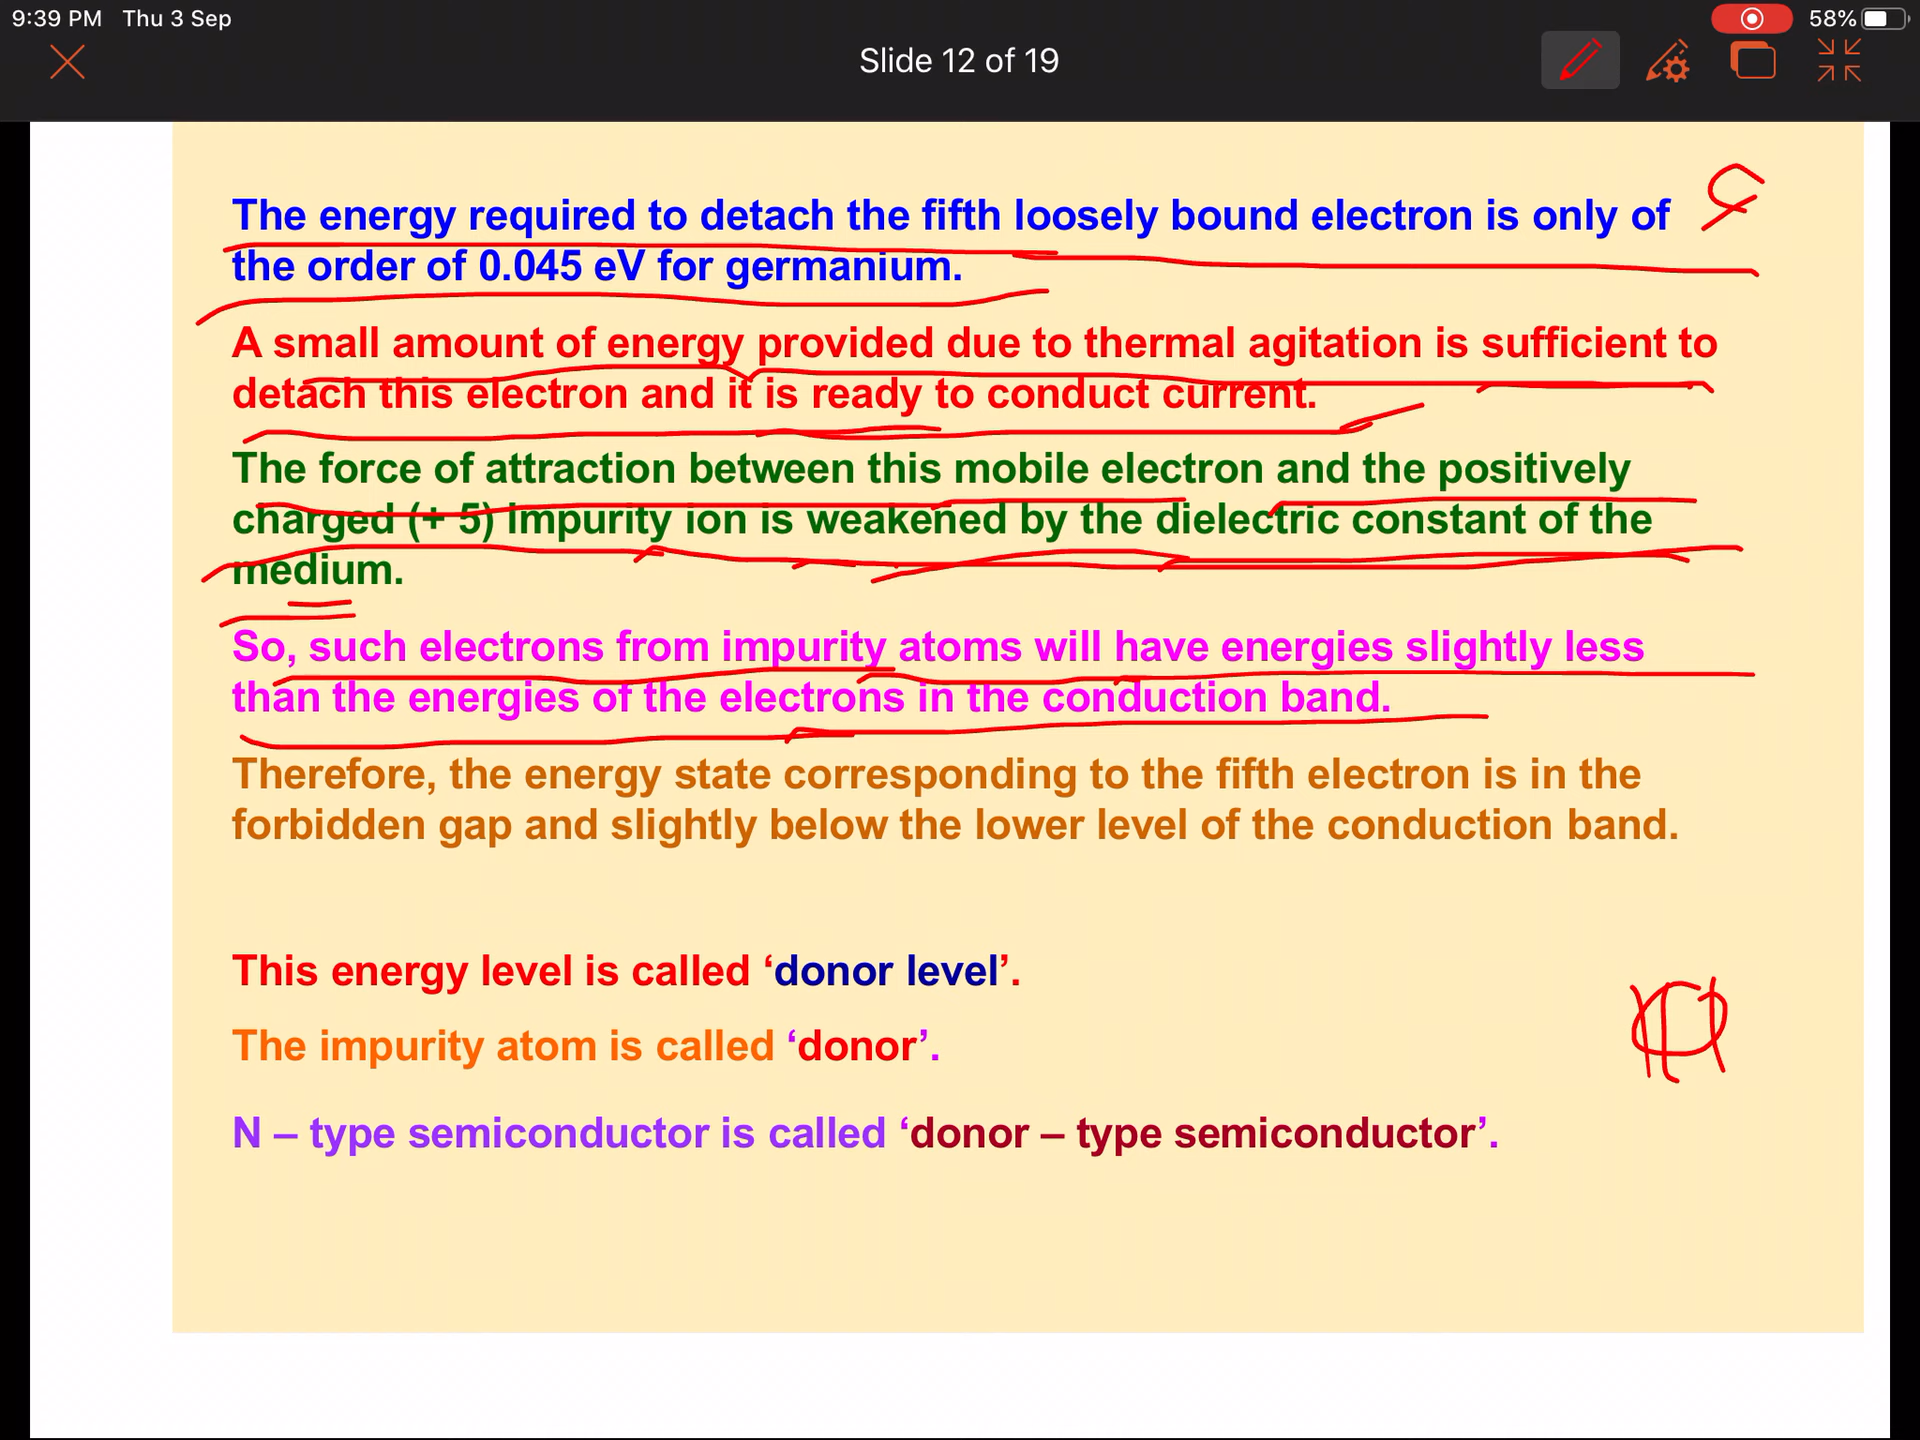 9:39 PM Thu 3 Sep
58%
Slide 12 of 19
The energy required to detach the fifth loosely bound electron is only of
the order of 0.045 eV for germanium.
A small amount of energy provided due to thermal agitation is sufficient to
detach this electron and it is ready to conduct current.
The force of attraction between this mobile electron and the positively
charged (+ 5) impurity ion is weakened by the dielectric constant of the
medium.
So, such electrons from impurity atoms will have energies slightly less
than the energies of the electrons in the conduction band.
Therefore, the energy state corresponding to the fifth electron is in the
forbidden gap and slightly below the lower level of the conduction band.
This energy level is called ‘donor level’.
The impurity atom is called ‘donor’.
N – type semiconductor is called ‘donor – type semiconductor’.